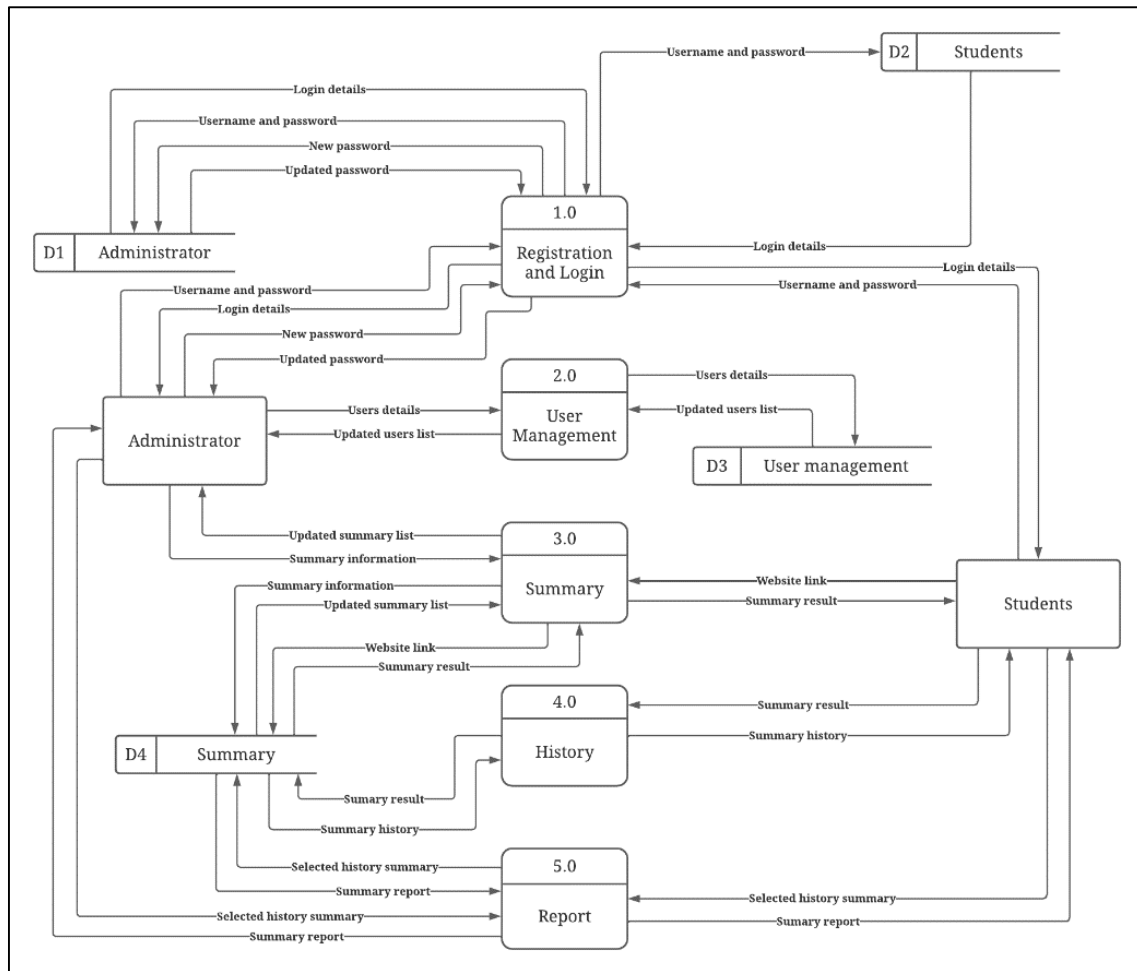 Username and password
D2 Students
Login details
Username and password
New password
Updated password
1.0
Registration
and Login
D1 Administrator
Login details
Login details
Username and password
Username and password
Login details
New password
Updated password
2.0
User
Management
Users details
Updated users list
Administrator
Users details
Updated users list
D3 User management
3.0
Summary
Updated summary list
Summary information
Summary information
Updated summary list
Website link
Summary result
Website link
Summary result
Students
4.0
History
Summary result
Summary history
D4 Summary
Sumary result
Summary history
5.0
Report
Selected history summary
Summary report
Selected history summary
Summary report
Selected history summary
Sumary report